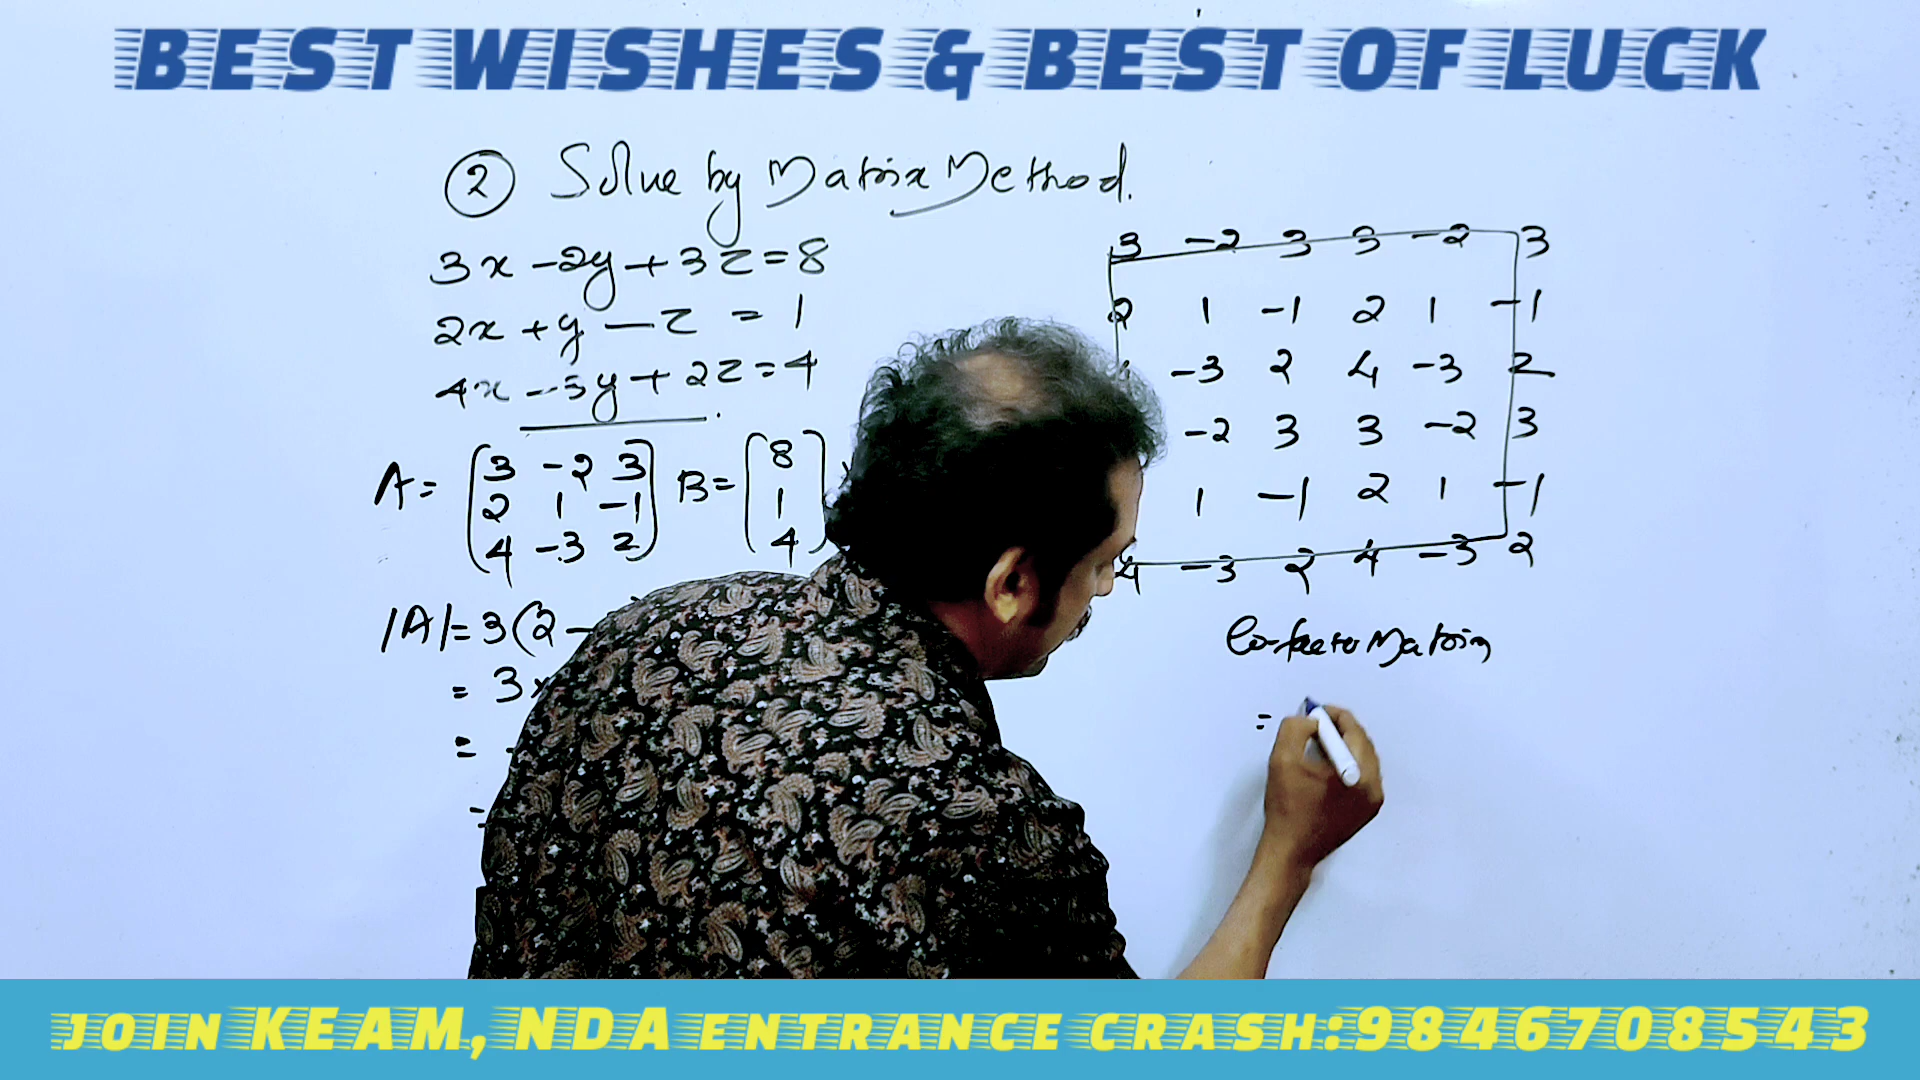 BEST WISHES & BEST OF LUCK
② Solve by Matrix Method.
3x - 2y + 3z = 8
2x + y - z = 1
4x - 3y + 2z = 4
A = 3 -2 3
2 1 -1
4 -3 2
B = 8
1
4
|A| = 3(2 -
= 3×
=
=
3 -2 3 3 -2 3
2 1 -1 2 1 -1
-3 2 4 -3 2
-2 3 3 -2 3
1 -1 2 1 -1
4 -3 2 4 -3 2
Co-factor Matrix
=
JOIN KEAM, NDA ENTRANCE CRASH:9846708543